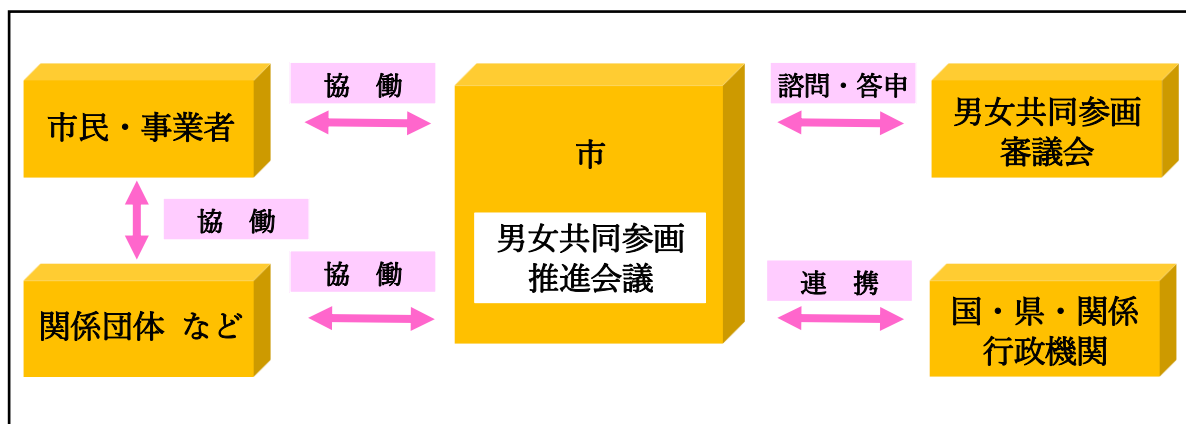 市民・事業者
協　働
市
諮問・答申
男女共同参画
審議会
協　働
男女共同参画
推進会議
関係団体 など
協　働
連　携
国・県・関係
行政機関